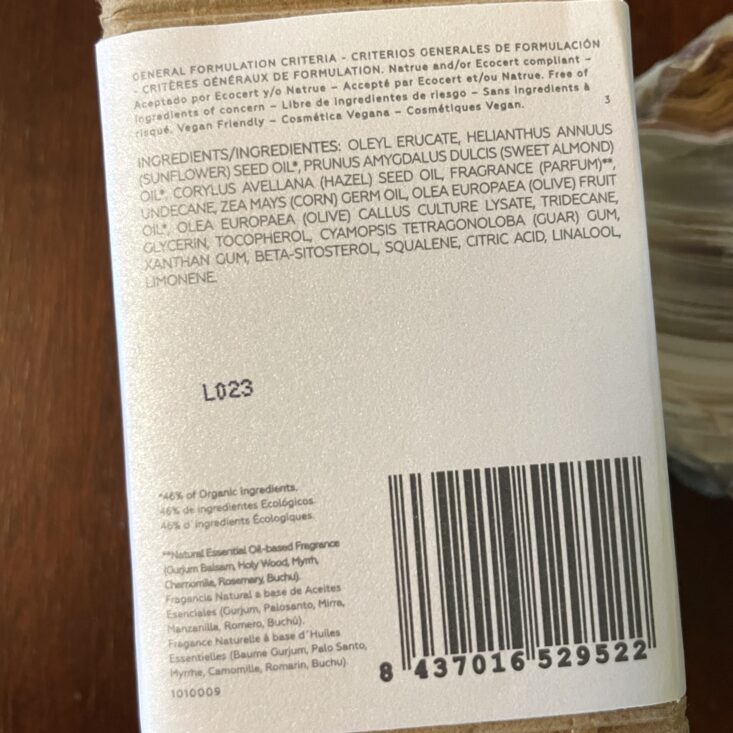 GENERAL FORMULATION CRITERIA - CRITERIOS GENERALES DE FORMULACIÓN
- CRITÈRES GÉNÉRAUX DE FORMULATION. Natrue and/or Ecocert compliant –
Aceptado por Ecocert y/o Natrue – Accepté par Ecocert et/ou Natrue. Free of
ingredients of concern – Libre de ingredientes de riesgo – Sans ingredients à
risqué. Vegan Friendly – Cosmética Vegana – Cosmétiques Vegan.
3
INGREDIENTS/INGREDIENTES: OLEYL ERUCATE, HELIANTHUS ANNUUS
(SUNFLOWER) SEED OIL*, PRUNUS AMYGDALUS DULCIS (SWEET ALMOND)
OIL*, CORYLUS AVELLANA (HAZEL) SEED OIL, FRAGRANCE (PARFUM)**,
UNDECANE, ZEA MAYS (CORN) GERM OIL, OLEA EUROPAEA (OLIVE) FRUIT
OIL*, OLEA EUROPAEA (OLIVE) CALLUS CULTURE LYSATE, TRIDECANE,
GLYCERIN, TOCOPHEROL, CYAMOPSIS TETRAGONOLOBA (GUAR) GUM,
XANTHAN GUM, BETA-SITOSTEROL, SQUALENE, CITRIC ACID, LINALOOL,
LIMONENE.
L023
*46% of Organic Ingredients.
46% de ingredientes Ecológicos.
46% d´ingredients Écologiques.
**Natural Essential Oil-based Fragrance
(Gurjum Balsam, Holy Wood, Myrrh,
Chamomile, Rosemary, Buchu).
Fragancia Natural a base de Aceites
Esenciales (Gurjum, Palosanto, Mirra,
Manzanilla, Romero, Buchú).
Fragance Naturelle à base d´Huiles
Essentielles (Baume Gurjum, Palo Santo,
Myrrhe, Camomille, Romarin, Buchu).
1010009
8 437016 529522